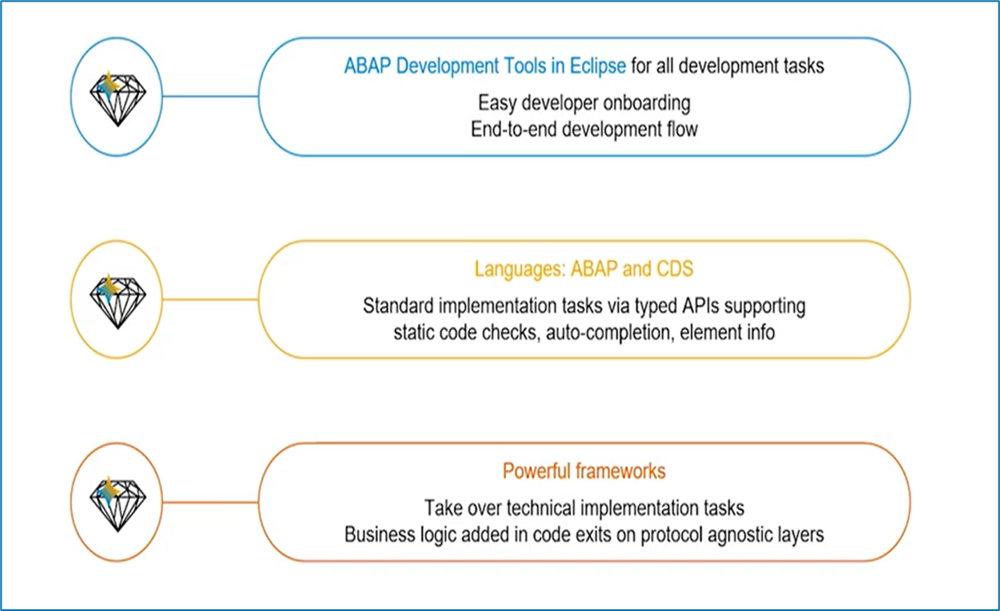 ABAP Development Tools in Eclipse for all development tasks
Easy developer onboarding
End-to-end development flow
Languages: ABAP and CDS
Standard implementation tasks via typed APIs supporting
static code checks, auto-completion, element info
Powerful frameworks
Take over technical implementation tasks
Business logic added in code exits on protocol agnostic layers